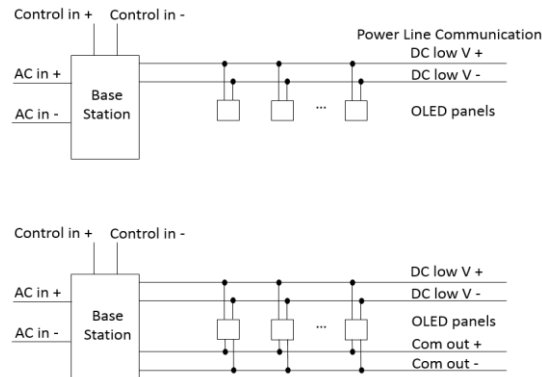 Control in + Control in -
Power Line Communication
DC low V +
AC in +
DC low V -
Base
Station
...
OLED panels
AC in -
Control in + Control in -
DC low V +
AC in +
DC low V -
Base
Station
...
OLED panels
AC in -
Com out +
Com out -